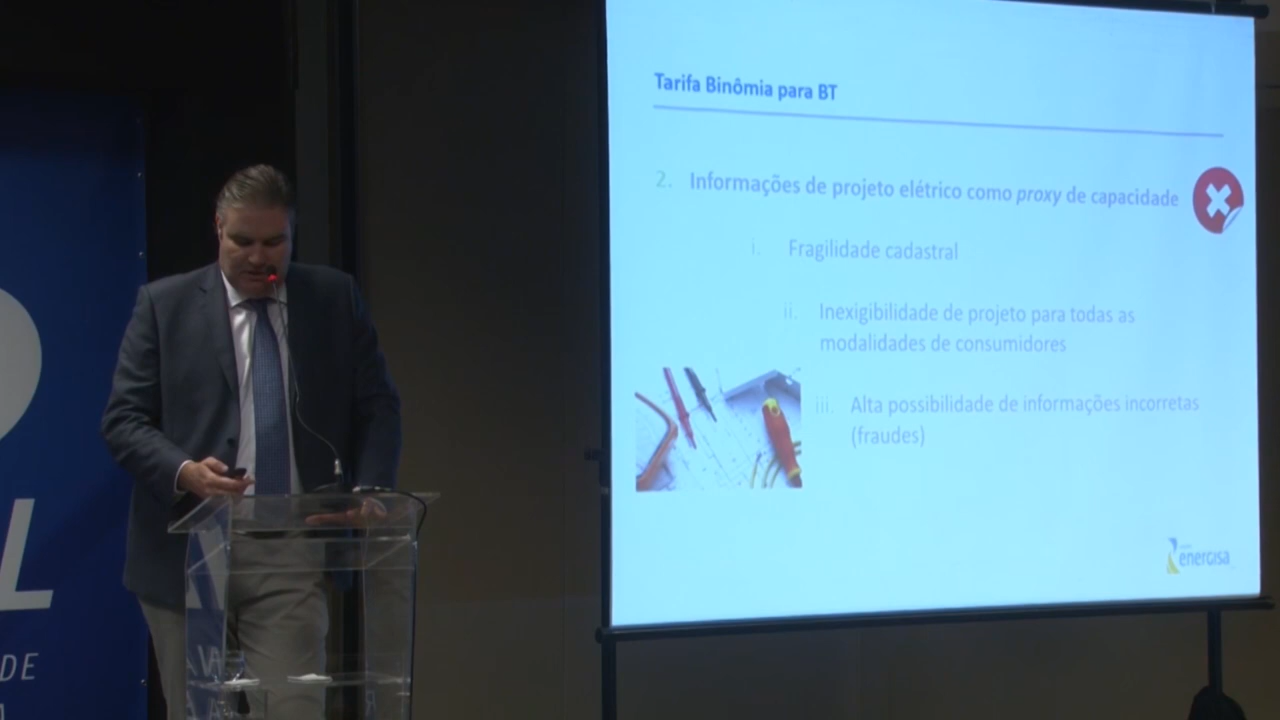 Tarifa Binômia para BT
2. Informações de projeto elétrico como proxy de capacidade
i. Fragilidade cadastral
ii. Inexigibilidade de projeto para todas as
modalidades de consumidores
iii. Alta possibilidade de informações incorretas
(fraudes)
energisa
L
DE
A